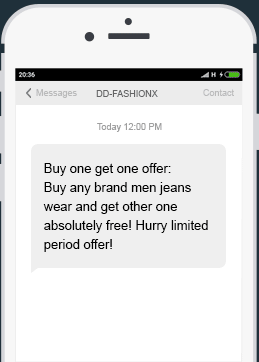 20:36 H
Messages DD-FASHIONX Contact
Today 12:00 PM
Buy one get one offer:
Buy any brand men jeans
wear and get other one
absolutely free! Hurry limited
period offer!